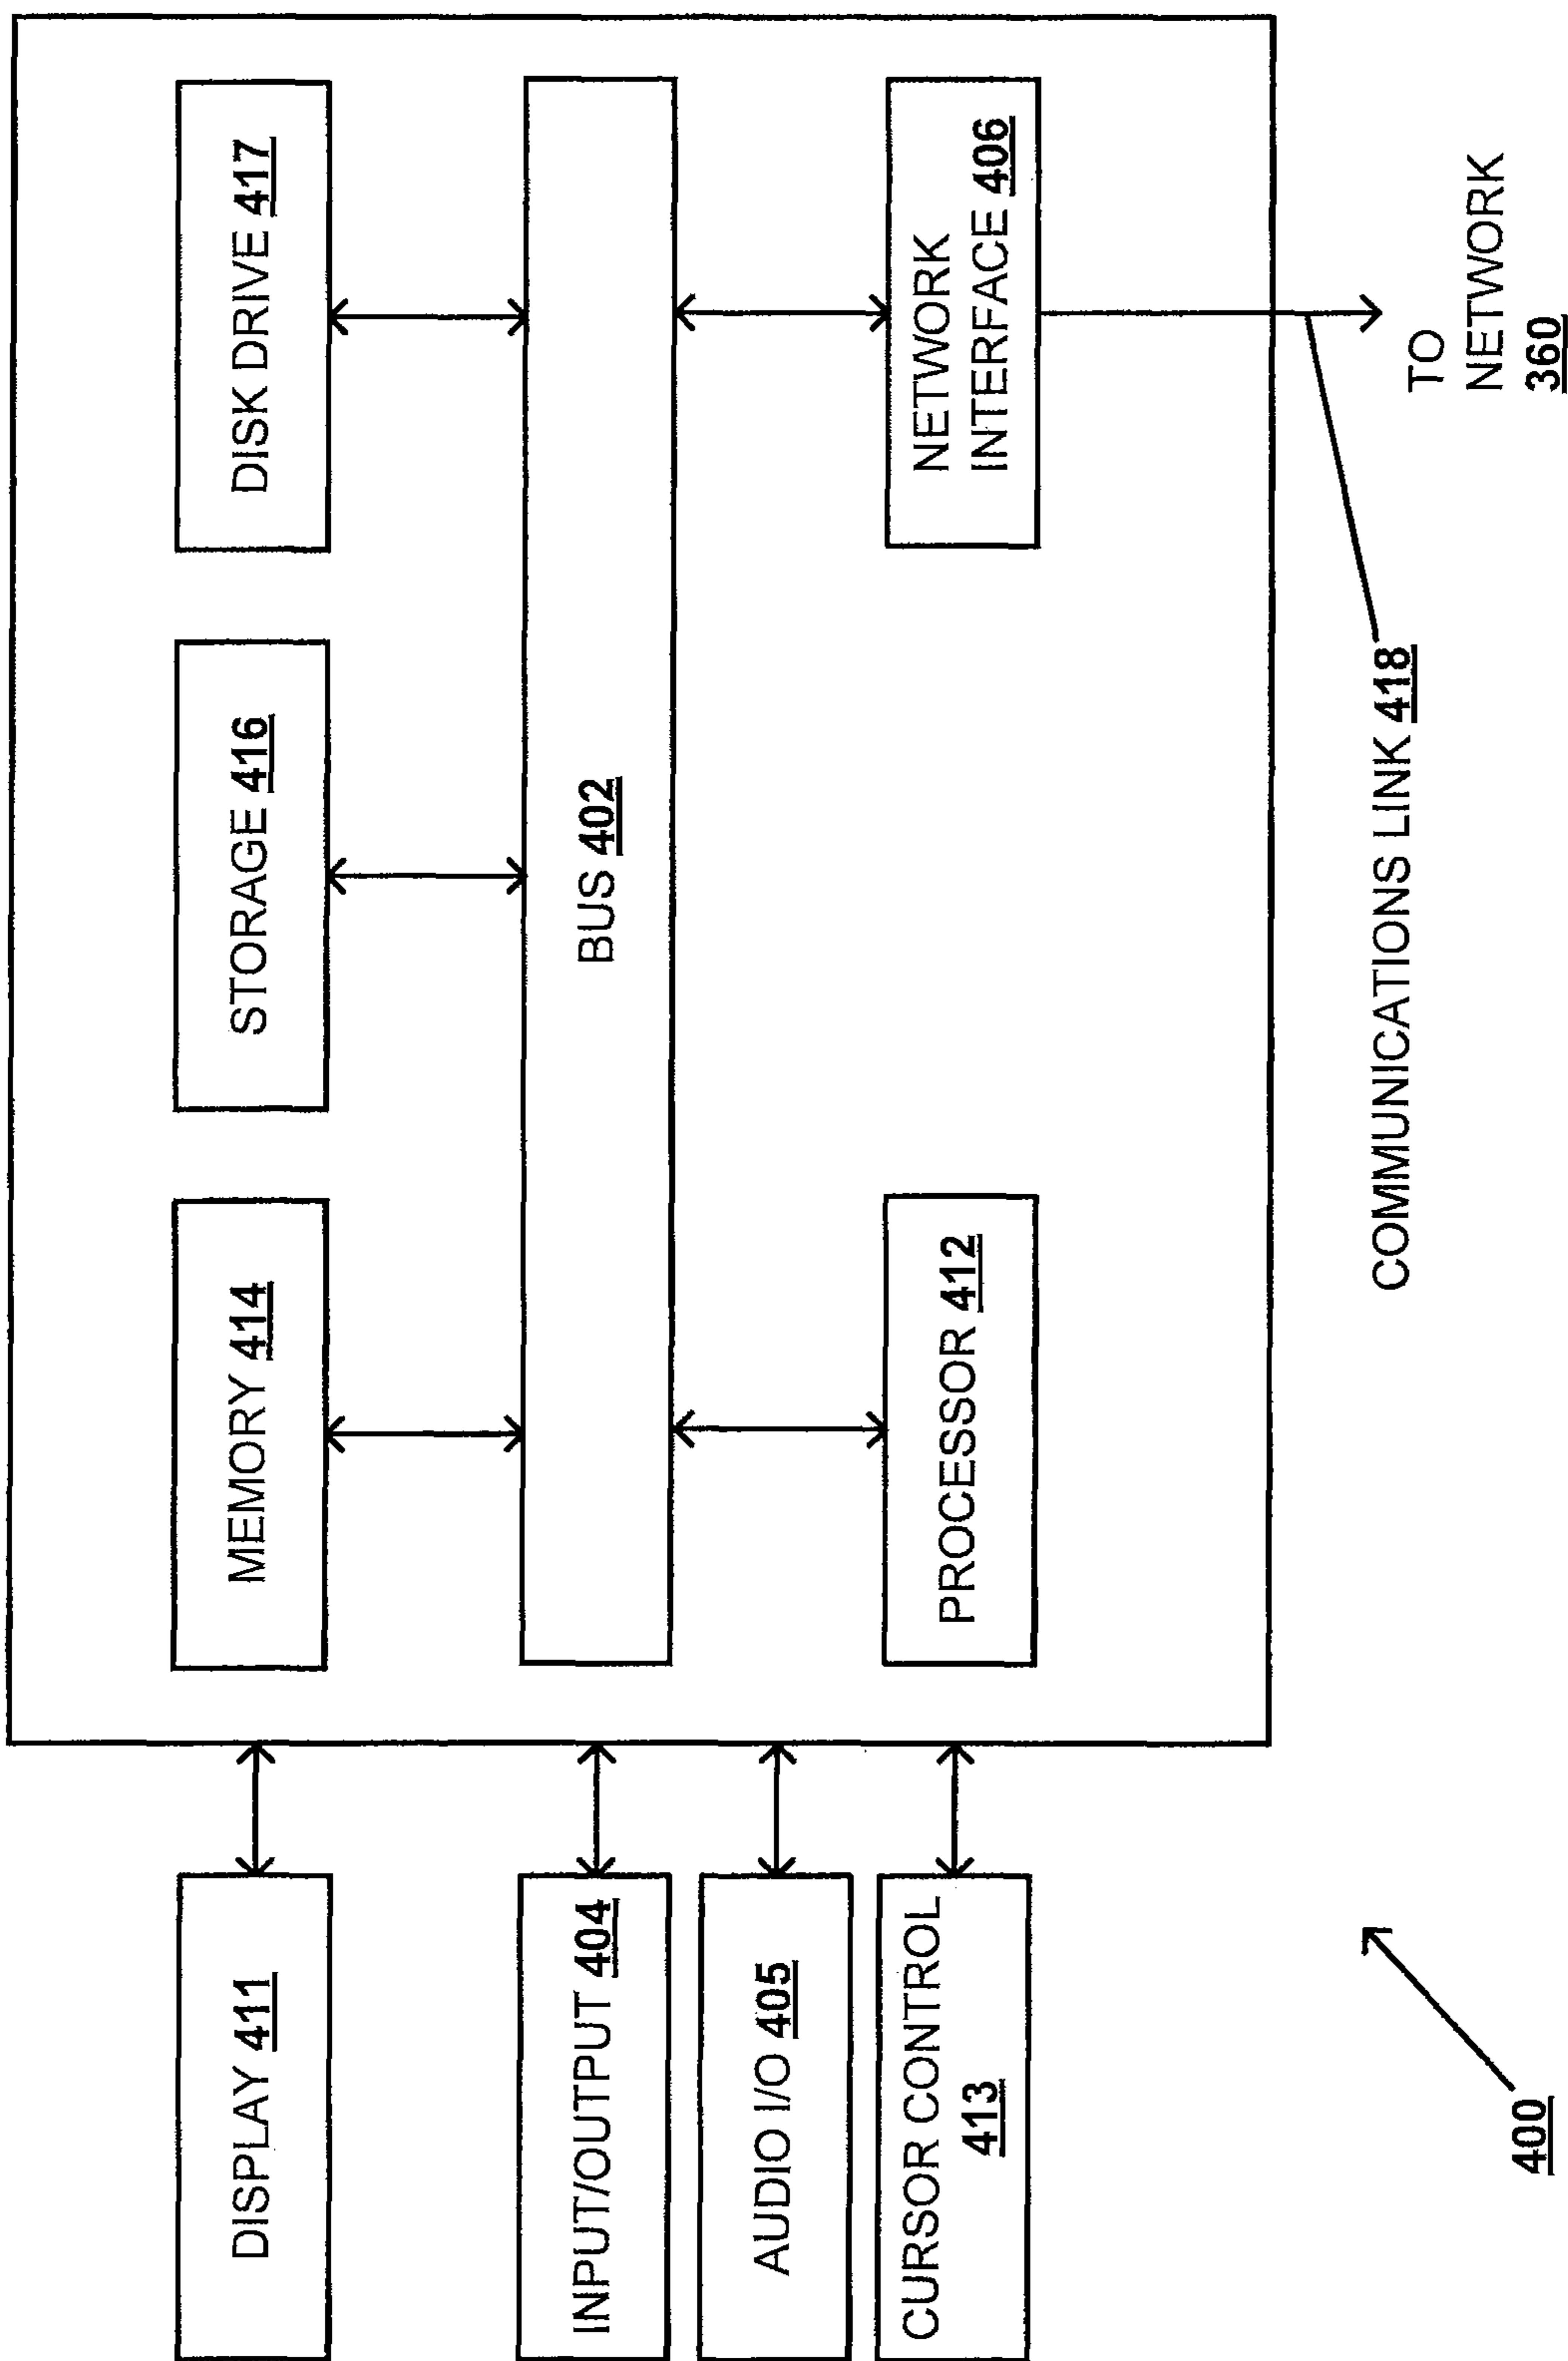 DISPLAY 411
INPUT/OUTPUT 404
AUDIO I/O 405
CURSOR CONTROL
413
MEMORY 414
STORAGE 416
DISK DRIVE 417
BUS 402
PROCESSOR 412
NETWORK
INTERFACE 406
COMMUNICATIONS LINK 418
TO
NETWORK
360
400